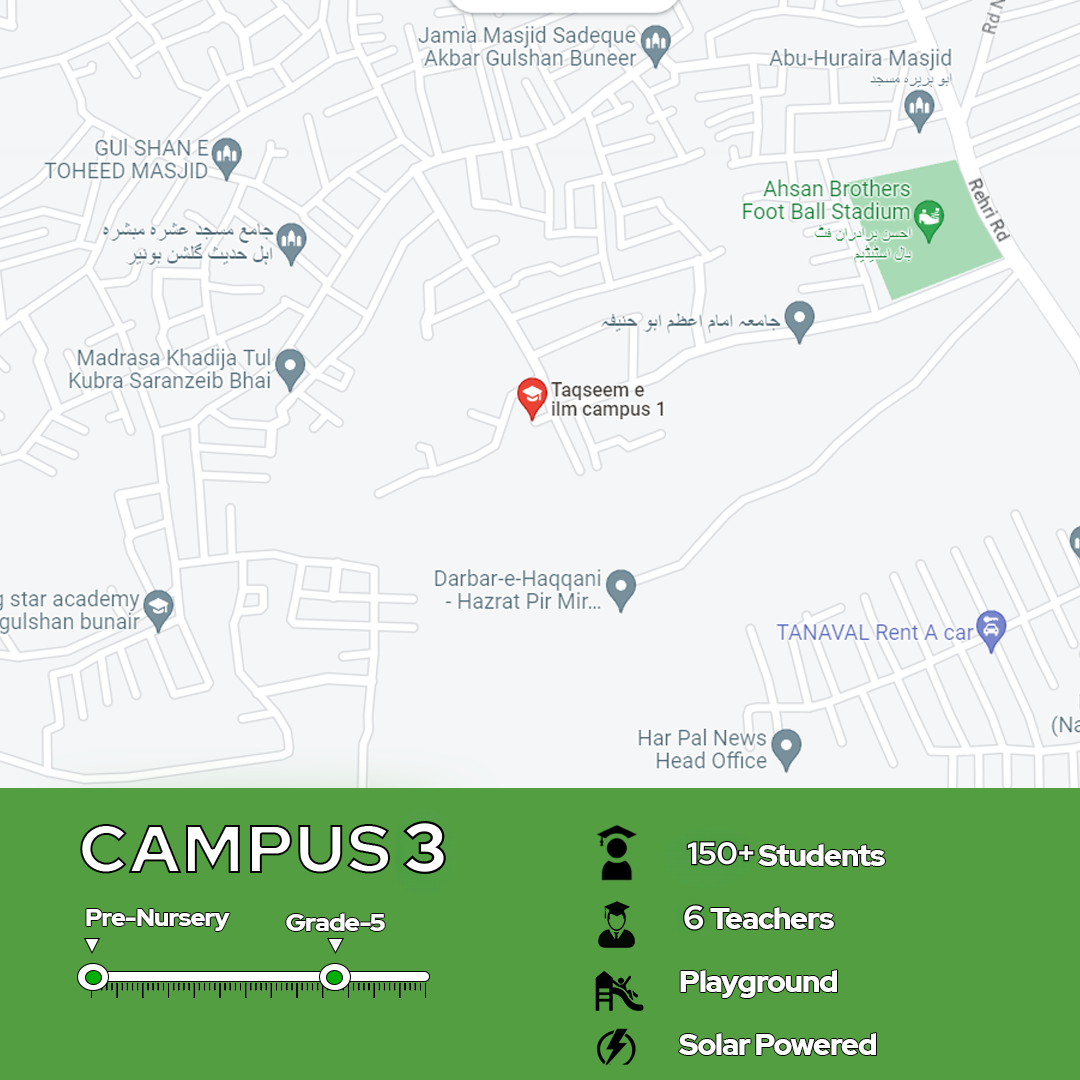 Jamia Masjid Sadeque
Akbar Gulshan Buneer
Rd N
Abu-Huraira Masjid
ابو ہریرہ مسجد
GUl SHAN E
TOHEED MASJID
Ahsan Brothers
Foot Ball Stadium
احسن برادران فٹ
بال اسٹیڈیم
Rehri Rd
جامع مسجد عشرہ مبشرہ
اہل حدیث گلشن بونیر
جامعہ امام اعظم ابو حنیفہ
Madrasa Khadija Tul
Kubra Saranzeib Bhai
Taqseem e
ilm campus 1
Darbar-e-Haqqani
- Hazrat Pir Mir...
g star academy
gulshan bunair
TANAVAL Rent A car
(Na
Har Pal News
Head Office
CAMPUS 3
Pre-Nursery
Grade-5
150+ Students
6 Teachers
Playground
Solar Powered